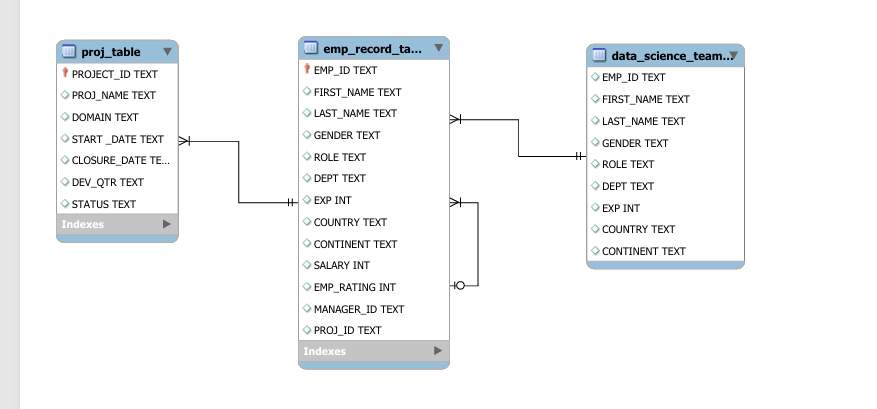 proj_table
PROJECT_ID TEXT
PROJ_NAME TEXT
DOMAIN TEXT
START _DATE TEXT
CLOSURE_DATE TE...
DEV_QTR TEXT
STATUS TEXT
Indexes
emp_record_ta...
EMP_ID TEXT
FIRST_NAME TEXT
LAST_NAME TEXT
GENDER TEXT
ROLE TEXT
DEPT TEXT
EXP INT
COUNTRY TEXT
CONTINENT TEXT
SALARY INT
EMP_RATING INT
MANAGER_ID TEXT
PROJ_ID TEXT
Indexes
data_science_team...
EMP_ID TEXT
FIRST_NAME TEXT
LAST_NAME TEXT
GENDER TEXT
ROLE TEXT
DEPT TEXT
EXP INT
COUNTRY TEXT
CONTINENT TEXT